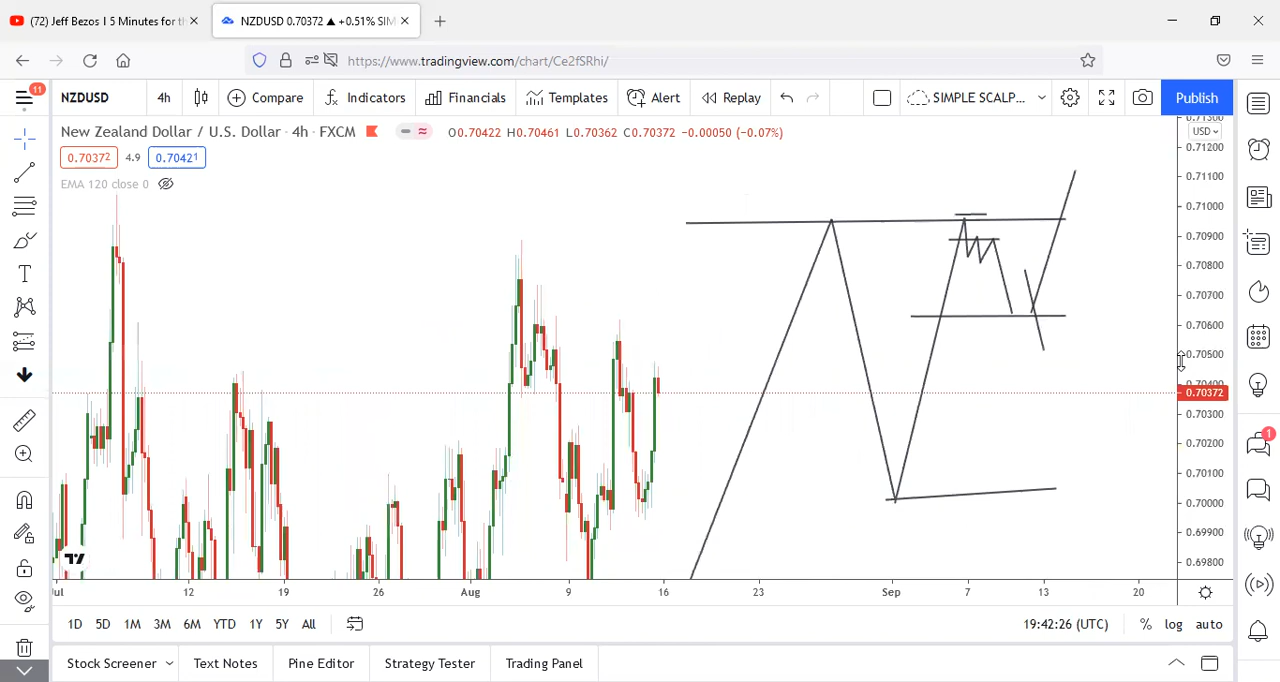 (72) Jeff Bezos I 5 Minutes for th
NZDUSD 0.70372 ▲ +0.51% SIM
https://www.tradingview.com/chart/Ce2fSRhi/
11
NZDUSD 4h Compare Indicators Financials Templates Alert Replay SIMPLE SCALP... Publish
New Zealand Dollar / U.S. Dollar · 4h · FXCM O0.70422 H0.70461 L0.70362 C0.70372 −0.00050 (−0.07%)
0.70372 4.9 0.70421
EMA 120 close 0
USD
0.71200
0.71100
0.71000
0.70900
0.70800
0.70700
0.70600
0.70500
0.70372
0.70300
0.70200
0.70100
0.70000
0.69900
0.69800
1
12 19 26 Aug 9 16 23 Sep 7 13 20
1D 5D 1M 3M 6M YTD 1Y 5Y All 19:42:26 (UTC) % log auto
Stock Screener Text Notes Pine Editor Strategy Tester Trading Panel